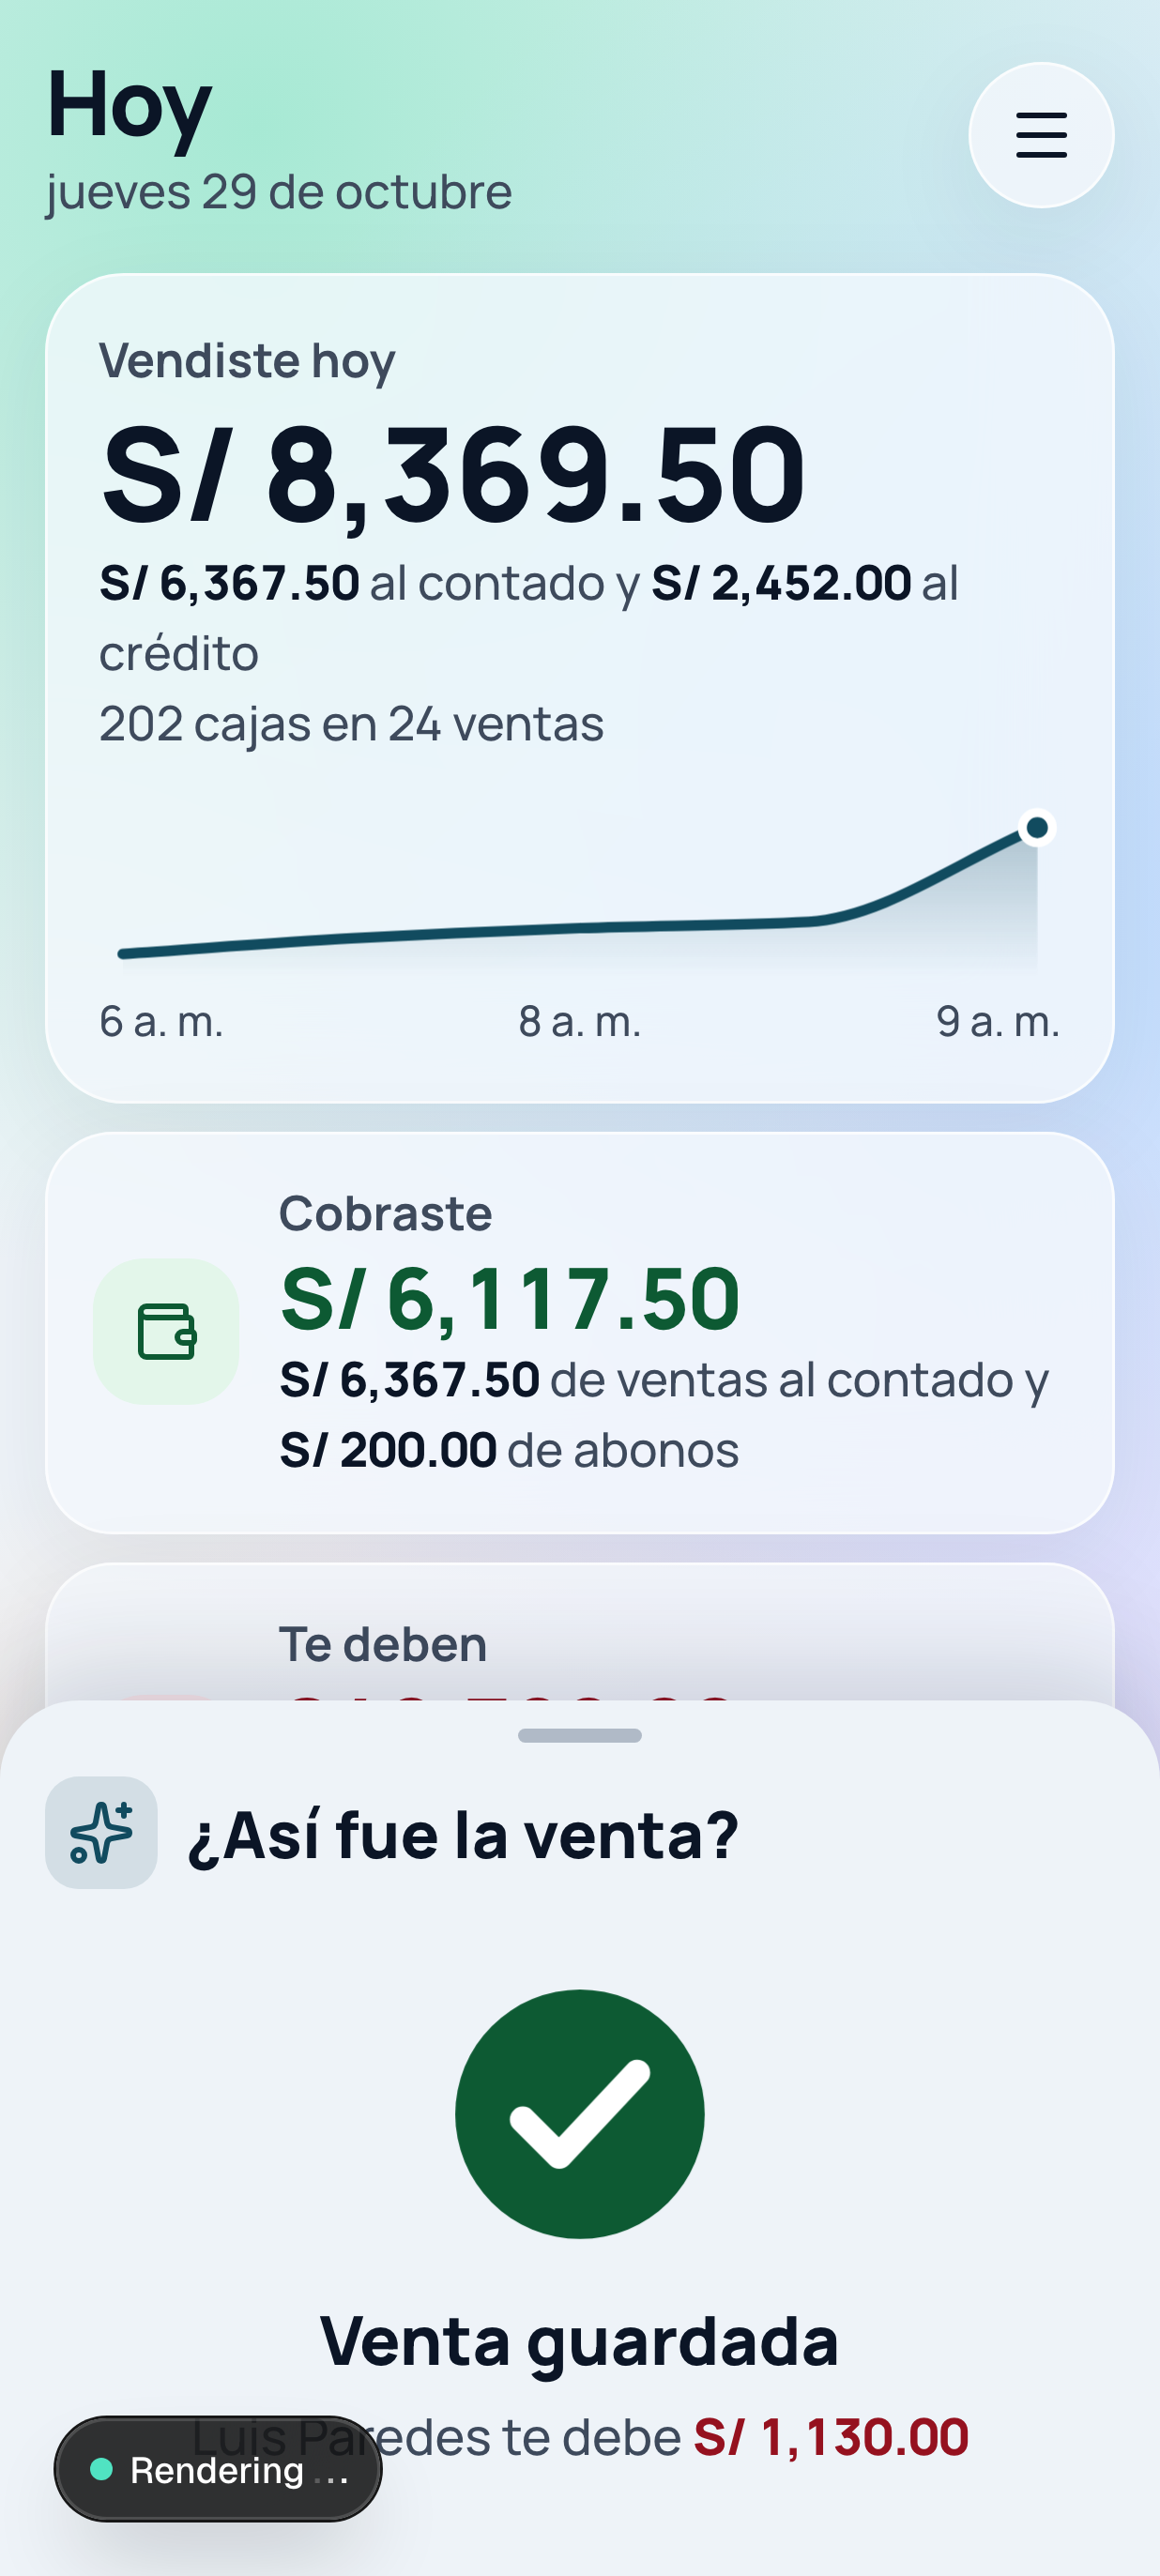 Hoy
jueves 29 de octubre
Vendiste hoy
S/ 8,369.50
S/ 6,367.50 al contado y S/ 2,452.00 al
crédito
202 cajas en 24 ventas
6 a. m. 8 a. m. 9 a. m.
Cobraste
S/ 6,117.50
S/ 6,367.50 de ventas al contado y
S/ 200.00 de abonos
Te deben
¿Así fue la venta?
Venta guardada
Luis Paredes te debe S/ 1,130.00
Rendering ...